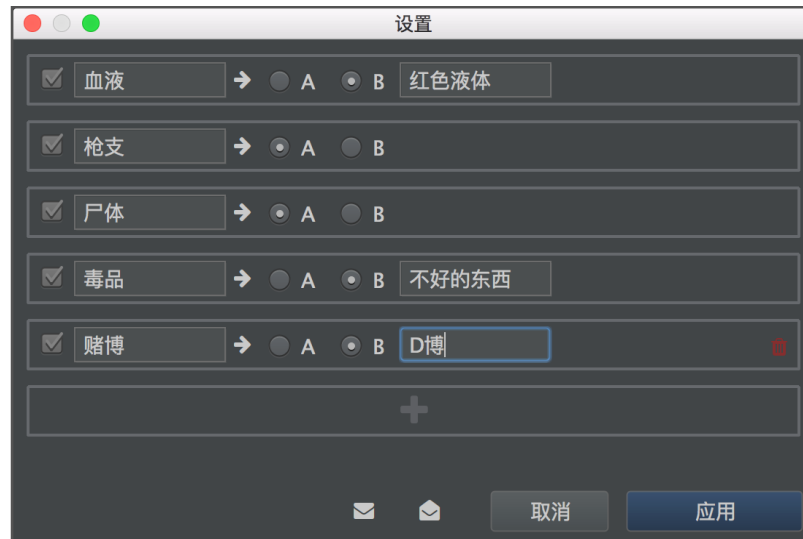 设置
血液 A B 红色液体
枪支 A B
尸体 A B
毒品 A B 不好的东西
赌博 A B D博
取消 应用